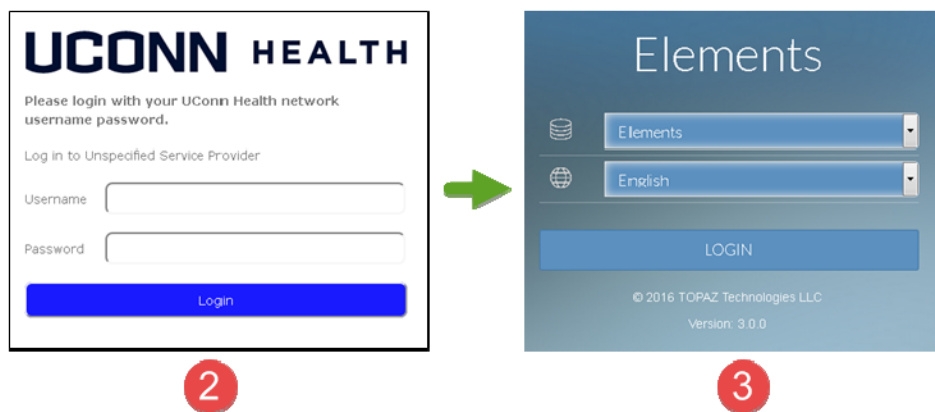 UCONN HEALTH
Please login with your UConn Health network
username password.
Log in to Unspecified Service Provider
Username
Password
Login
2
Elements
Elements
English
LOGIN
© 2016 TOPAZ Technologies LLC
Version: 3.0.0
3